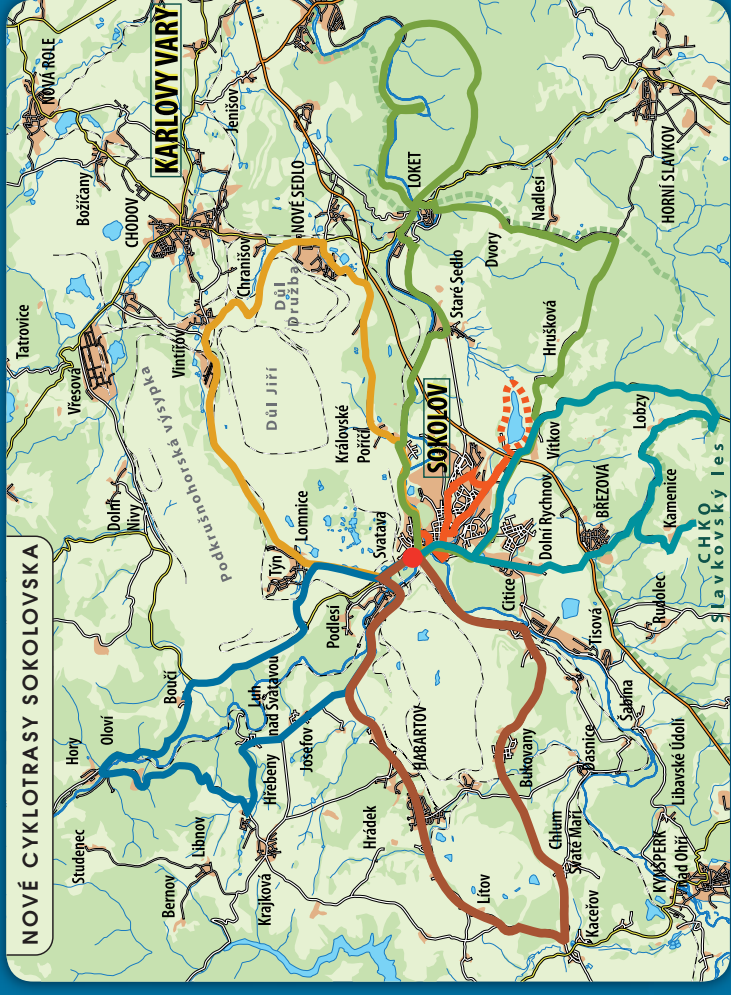 NOVÉ CYKLOTRASY SOKOLOVSKA
Studenec
Hory
Oloví
Bernov
Libnov
Krajková
Hřebeny
Luh
nad Svatavou
Boučí
Josefov
Dolní
Nivy
Týn
Lomnice
Podlesí
Svatava
Hrádek
HABARTOV
Lítov
Kaceřov
Chlum
Svaté Maří
Bukovany
Dasnice
Šabina
Libavské Údolí
KYNŠPERK
nad Ohří
Citice
Tisová
Rudolec
Dolní Rychnov
BŘEZOVÁ
Kamenice
Lobzy
Vítkov
CHKO
Slavkovský les
SOKOLOV
Královské
Poříčí
Staré Sedlo
Hrušková
Dvory
Nadlesí
HORNÍ SLAVKOV
LOKET
NOVÉ SEDLO
Chranišov
Důl
Družba
Důl Jiří
Podkrušnohorská výsypka
Vintířov
Vřesová
Tatrovice
CHODOV
Božíčany
NOVÁ ROLE
KARLOVY VARY
Jenišov